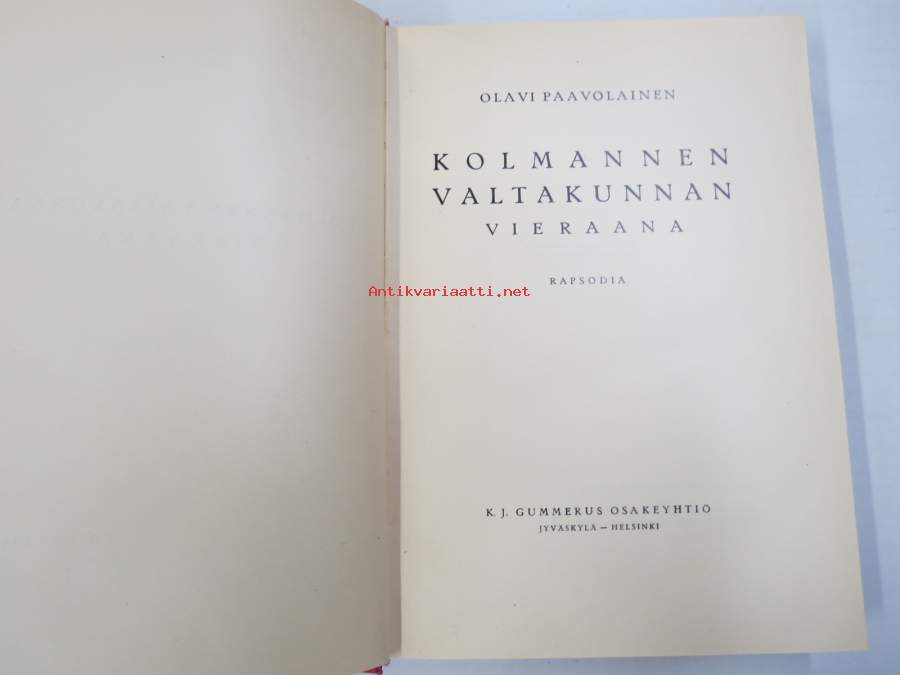 OLAVI PAAVOLAINEN
KOLMANNEN
VALTAKUNNAN
VIERAANA
RAPSODIA
Antikvariaatti.net
K. J. GUMMERUS OSAKEYHTIÖ
JYVÄSKYLÄ — HELSINKI